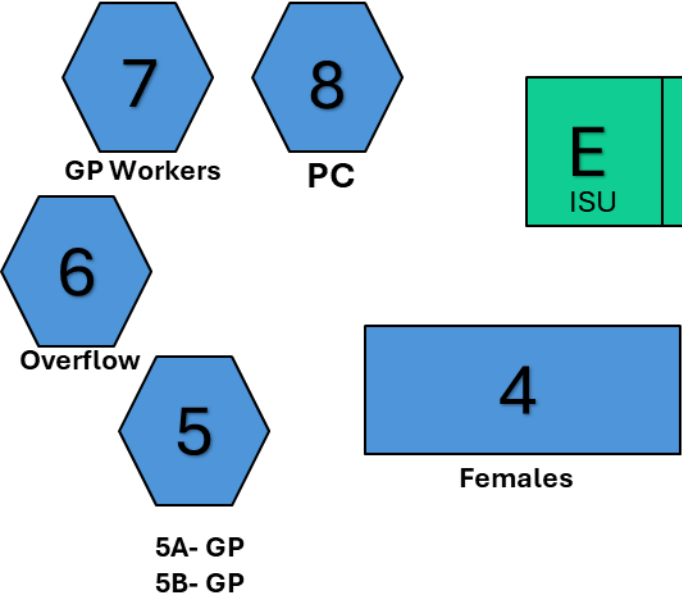 7
8
GP Workers
PC
E
ISU
6
Overflow
5
4
Females
5A- GP
5B- GP